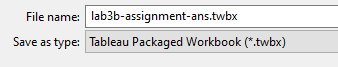 File name: lab3b-assignment-ans.twbx
Save as type: Tableau Packaged Workbook (*.twbx)